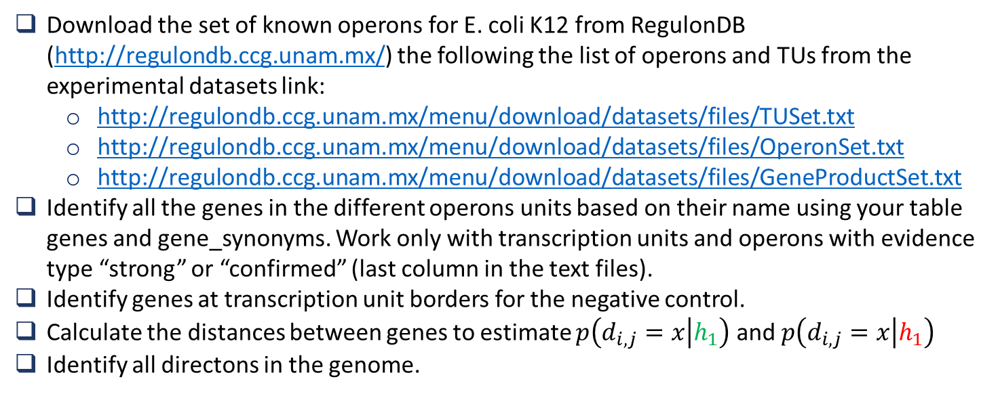 ❑ Download the set of known operons for E. coli K12 from RegulonDB
(http://regulondb.ccg.unam.mx/) the following the list of operons and TUs from the
experimental datasets link:
o http://regulondb.ccg.unam.mx/menu/download/datasets/files/TUSet.txt
o http://regulondb.ccg.unam.mx/menu/download/datasets/files/OperonSet.txt
o http://regulondb.ccg.unam.mx/menu/download/datasets/files/GeneProductSet.txt
❑ Identify all the genes in the different operons units based on their name using your table
genes and gene_synonyms. Work only with transcription units and operons with evidence
type “strong” or “confirmed” (last column in the text files).
❑ Identify genes at transcription unit borders for the negative control.
❑ Calculate the distances between genes to estimate p(d_{i,j} = x|h_1) and p(d_{i,j} = x|h_1)
❑ Identify all directons in the genome.